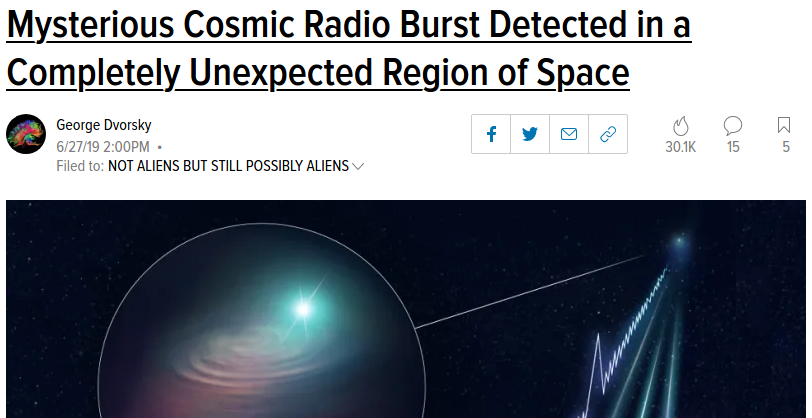 Mysterious Cosmic Radio Burst Detected in a
Completely Unexpected Region of Space
George Dvorsky
6/27/19 2:00PM •
Filed to: NOT ALIENS BUT STILL POSSIBLY ALIENS
30.1K 15 5